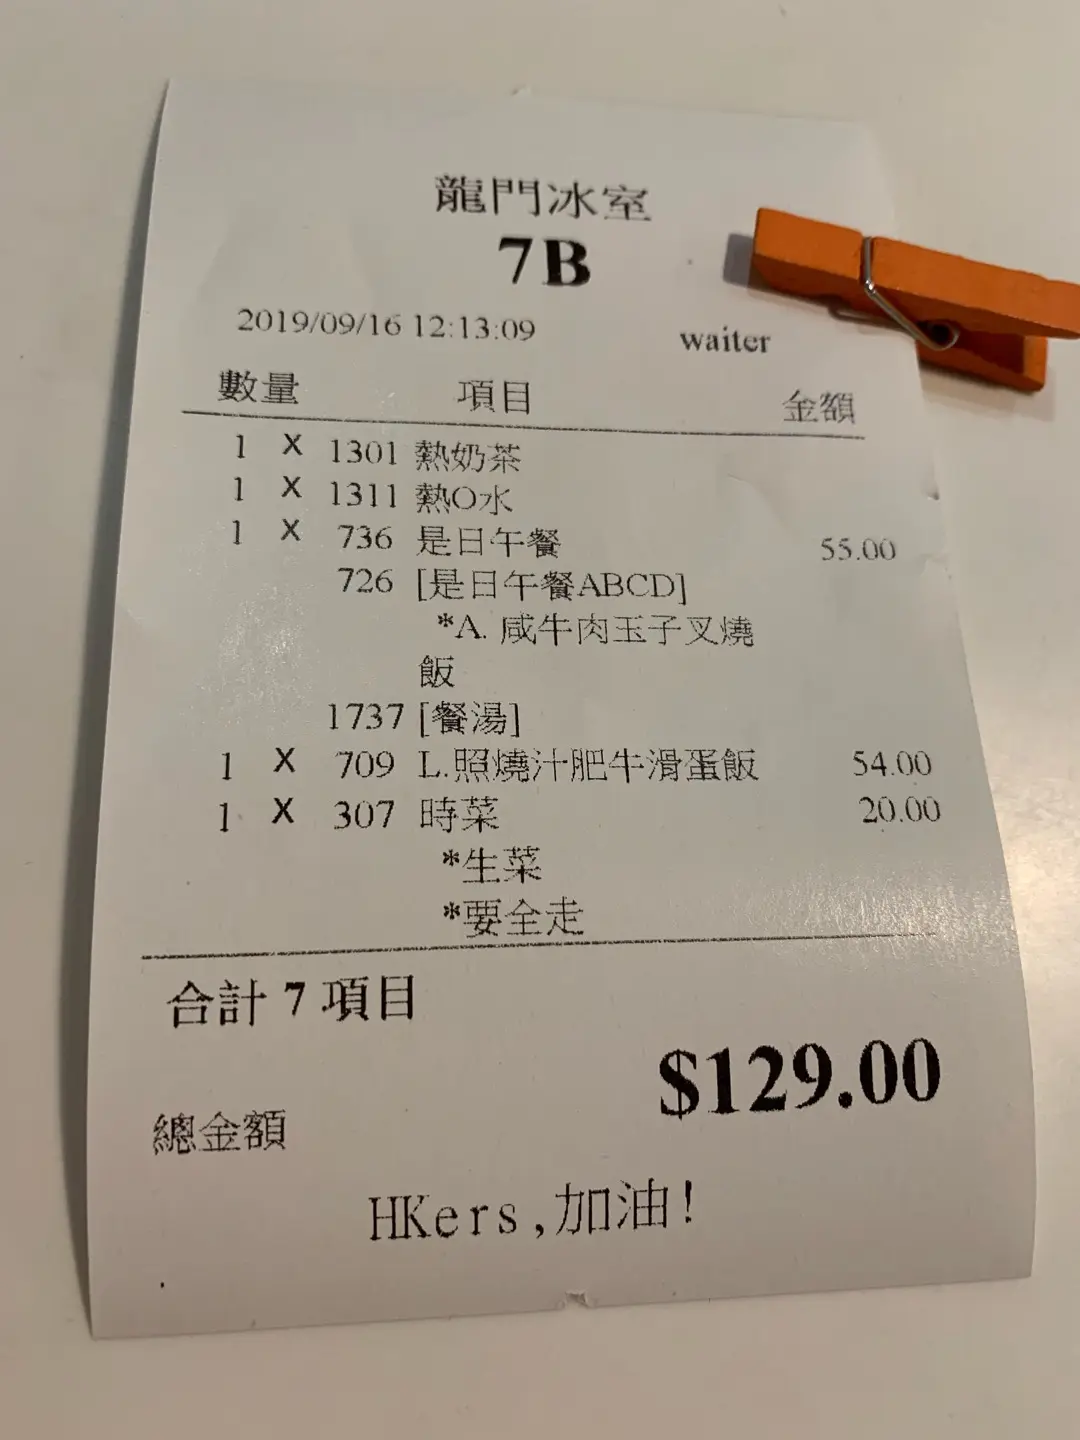 龍門冰室
7B
2019/09/16 12:13:09 waiter
數量 項目 金額
1 X 1301 熱奶茶
1 X 1311 熱O水
1 X 736 是日午餐 55.00
726 [是日午餐ABCD]
*A. 咸牛肉玉子叉燒
飯
1737 [餐湯]
1 X 709 L.照燒汁肥牛滑蛋飯 54.00
1 X 307 時菜 20.00
*生菜
*要全走
合計 7 項目
$129.00
總金額
HKers,加油!